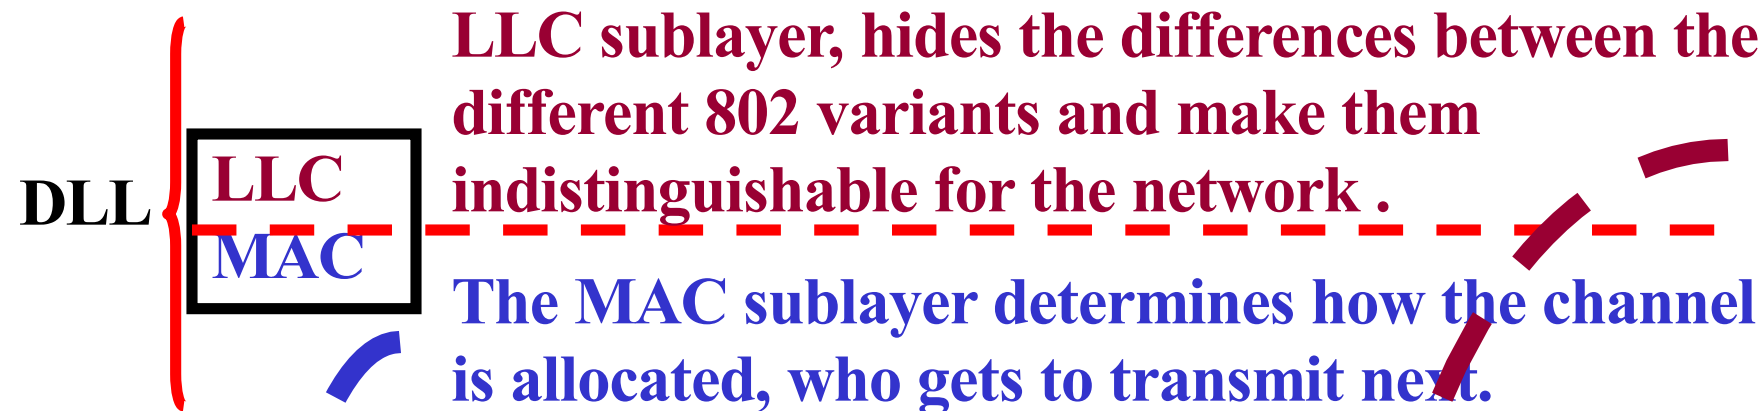 LLC sublayer, hides the differences between the
different 802 variants and make them
indistinguishable for the network .
DLL
LLC
MAC
The MAC sublayer determines how the channel
is allocated, who gets to transmit next.